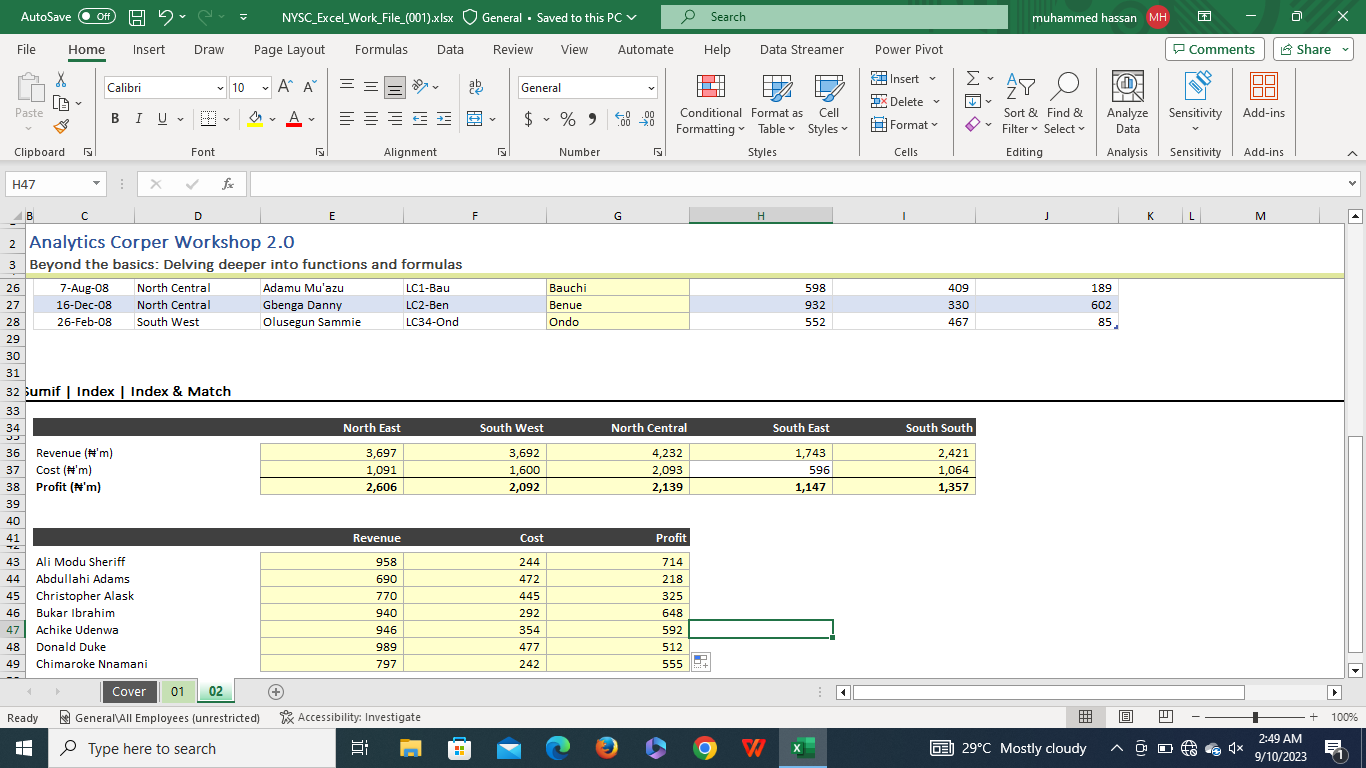 AutoSave Off NYSC_Excel_Work_File_(001).xlsx General • Saved to this PC Search muhammed hassan MH
File Home Insert Draw Page Layout Formulas Data Review View Automate Help Data Streamer Power Pivot Comments Share
Paste Calibri 10 General Conditional Formatting Format as Table Cell Styles Insert Delete Format Sort & Filter Find & Select Analyze Data Sensitivity Add-ins
Clipboard Font Alignment Number Styles Cells Editing Analysis Sensitivity Add-ins
H47 fx
B C D E F G H I J K L M
2 Analytics Corper Workshop 2.0
3 Beyond the basics: Delving deeper into functions and formulas
26 7-Aug-08 North Central Adamu Mu'azu LC1-Bau Bauchi 598 409 189
27 16-Dec-08 North Central Gbenga Danny LC2-Ben Benue 932 330 602
28 26-Feb-08 South West Olusegun Sammie LC34-Ond Ondo 552 467 85
29
30
31
32 Sumif | Index | Index & Match
33
34 North East South West North Central South East South South
36 Revenue (₦'m) 3,697 3,692 4,232 1,743 2,421
37 Cost (₦'m) 1,091 1,600 2,093 596 1,064
38 Profit (₦'m) 2,606 2,092 2,139 1,147 1,357
39
40
41 Revenue Cost Profit
43 Ali Modu Sheriff 958 244 714
44 Abdullahi Adams 690 472 218
45 Christopher Alask 770 445 325
46 Bukar Ibrahim 940 292 648
47 Achike Udenwa 946 354 592
48 Donald Duke 989 477 512
49 Chimaroke Nnamani 797 242 555
Cover 01 02
Ready General\All Employees (unrestricted) Accessibility: Investigate 100%
Type here to search 29°C Mostly cloudy 2:49 AM
9/10/2023 1